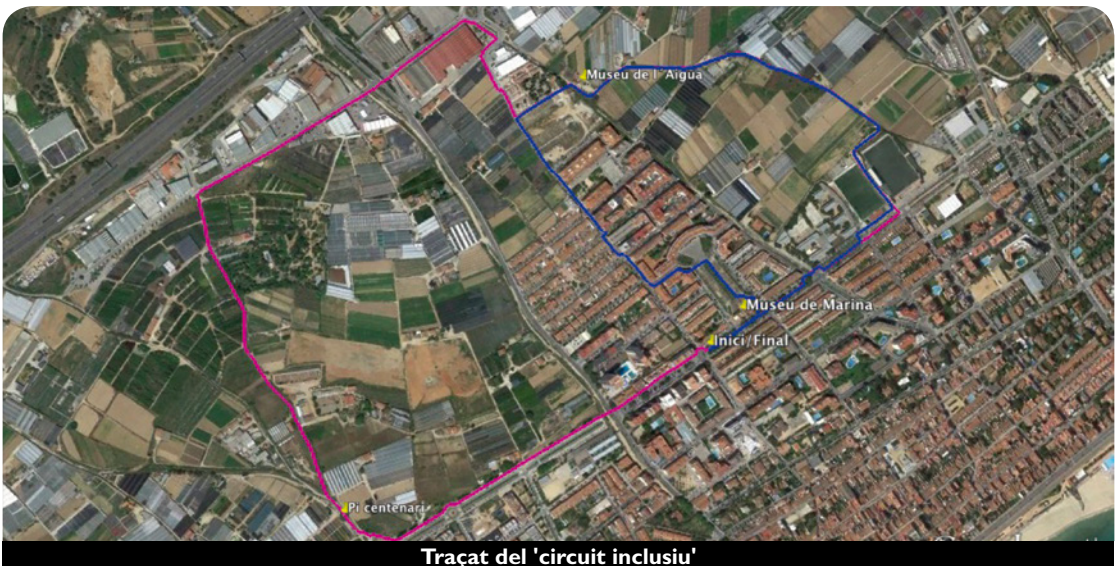 Museu de l´Aigua
Museu de Marina
Inici/Final
Pi centenari
Traçat del 'circuit inclusiu'